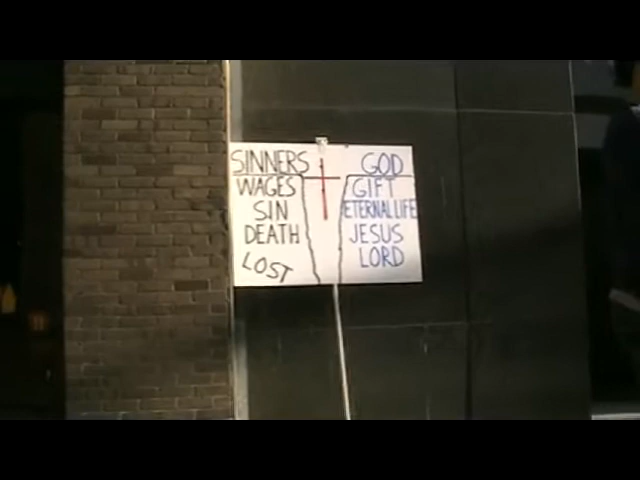 SINNERS
WAGES
SIN
DEATH
LOST
GOD
GIFT
ETERNAL LIFE
JESUS
LORD